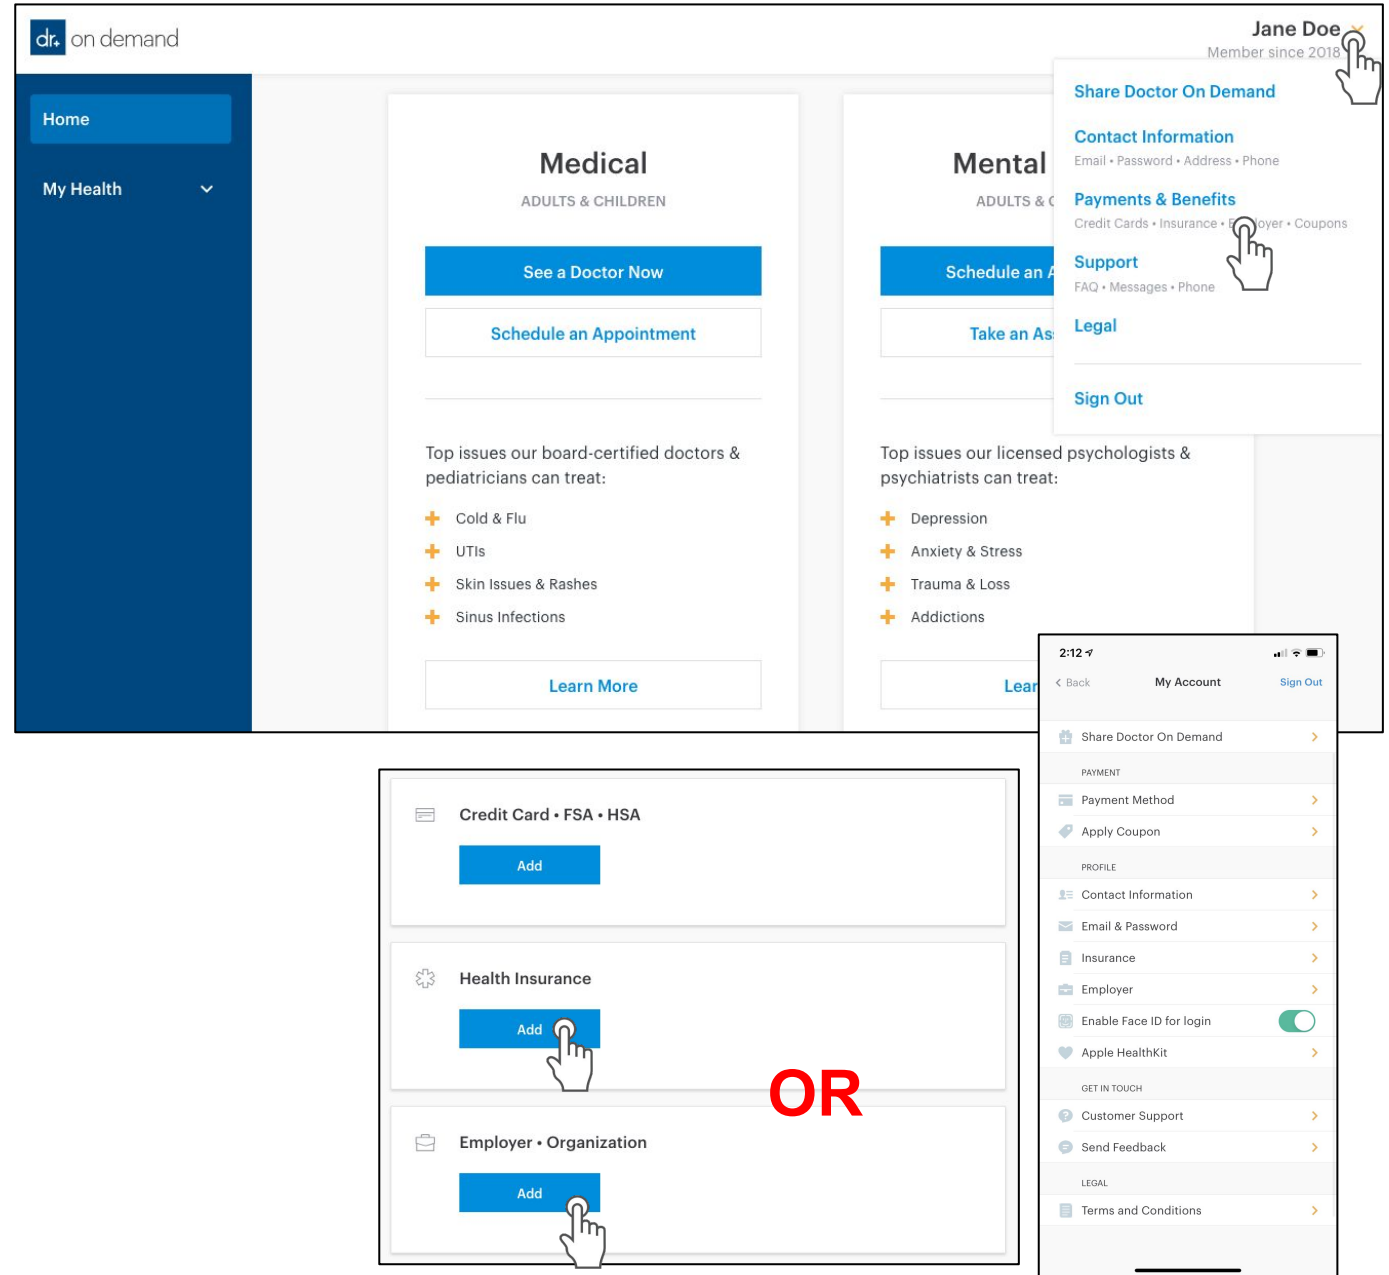 dr+ on demand
Jane Doe
Member since 2018
Home
My Health
Medical
ADULTS & CHILDREN
See a Doctor Now
Schedule an Appointment
Top issues our board-certified doctors &
pediatricians can treat:
Cold & Flu
UTIs
Skin Issues & Rashes
Sinus Infections
Learn More
Mental
ADULTS &
Schedule an
Take an
Top issues our licensed psychologists &
psychiatrists can treat:
Depression
Anxiety & Stress
Trauma & Loss
Addictions
Share Doctor On Demand
Contact Information
Email • Password • Address • Phone
Payments & Benefits
Credit Cards • Insurance • Employer • Coupons
Support
FAQ • Messages • Phone
Legal
Sign Out
Credit Card • FSA • HSA
Add
Health Insurance
Add
OR
Employer • Organization
Add
2:12
< Back My Account Sign Out
Share Doctor On Demand
PAYMENT
Payment Method
Apply Coupon
PROFILE
Contact Information
Email & Password
Insurance
Employer
Enable Face ID for login
Apple HealthKit
GET IN TOUCH
Customer Support
Send Feedback
LEGAL
Terms and Conditions